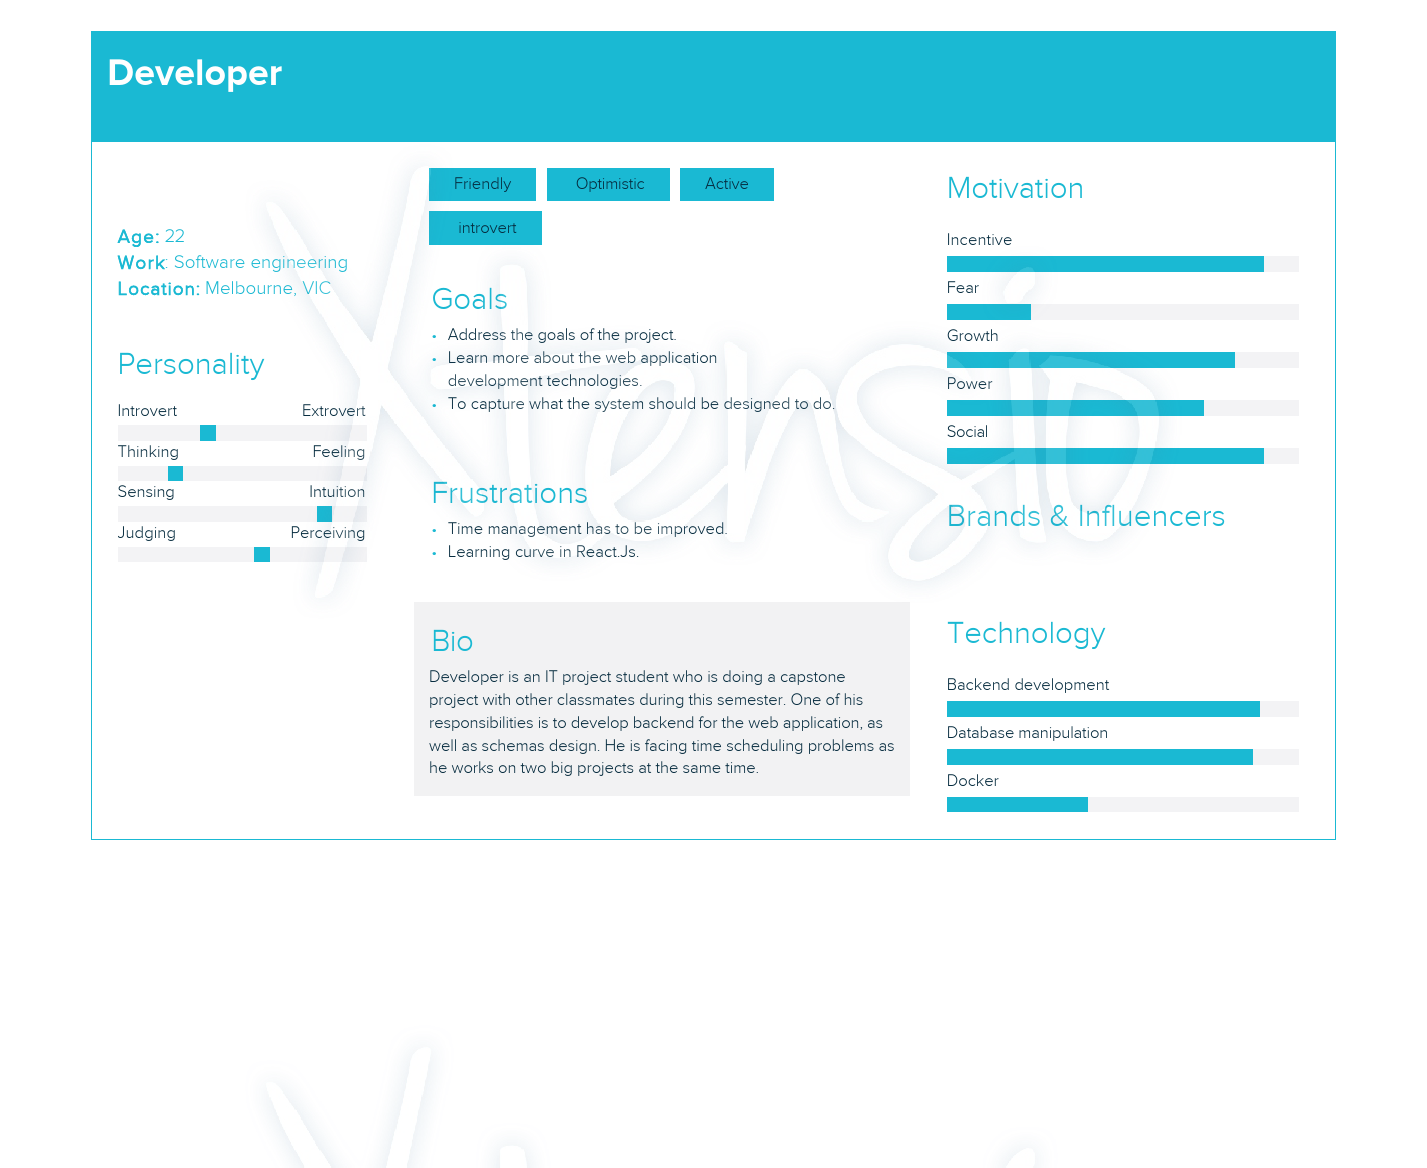 Developer
Age: 22
Work: Software engineering
Location: Melbourne, VIC
Personality
Introvert Extrovert
Thinking Feeling
Sensing Intuition
Judging Perceiving
Friendly Optimistic Active
introvert
Goals
Address the goals of the project.
Learn more about the web application
development technologies.
To capture what the system should be designed to do.
Frustrations
Time management has to be improved.
Learning curve in React.Js.
Bio
Developer is an IT project student who is doing a capstone
project with other classmates during this semester. One of his
responsibilities is to develop backend for the web application, as
well as schemas design. He is facing time scheduling problems as
he works on two big projects at the same time.
Motivation
Incentive
Fear
Growth
Power
Social
Brands & Influencers
Technology
Backend development
Database manipulation
Docker
Xtensio